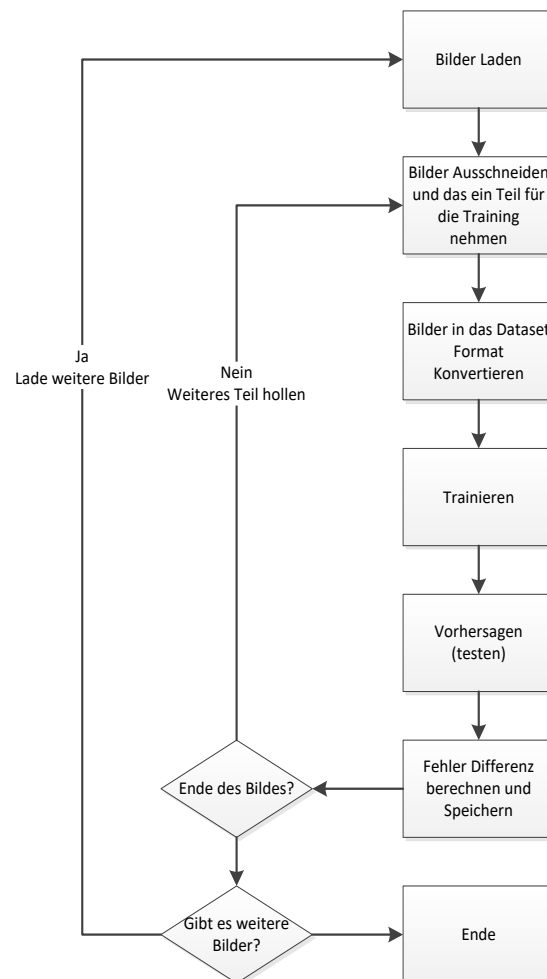 Bilder Laden
Bilder Ausschneiden
und das ein Teil für
die Training
nehmen
Bilder in das Dataset
Format
Konvertieren
Ja
Lade weitere Bilder
Nein
Weiteres Teil hollen
Trainieren
Vorhersagen
(testen)
Fehler Differenz
berechnen und
Speichern
Ende des Bildes?
Gibt es weitere
Bilder?
Ende